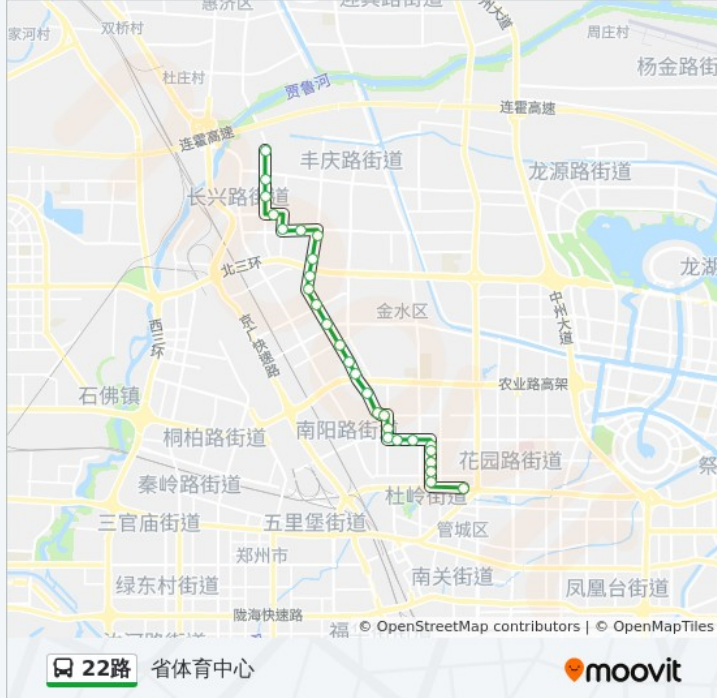 惠济区
家河村
双桥村
州大道
周庄村
杨金路街
杜庄村
贾鲁河
连霍高速
连霍高速
丰庆路街道
龙源路街道
长兴路街道
北三环
龙湖
金水区
中州大道
西三环
京广快速路
农业路高架
石佛镇
南阳路街
桐柏路街道
花园路街道
祭
秦岭路街道
杜岭街道
三官庙街道
五里堡街道
管城区
郑州市
南关街道
绿东村街道
凤凰台街道
陇海快速路
福
© OpenStreetMap contributors | © OpenMapTiles
22路 省体育中心
moovit